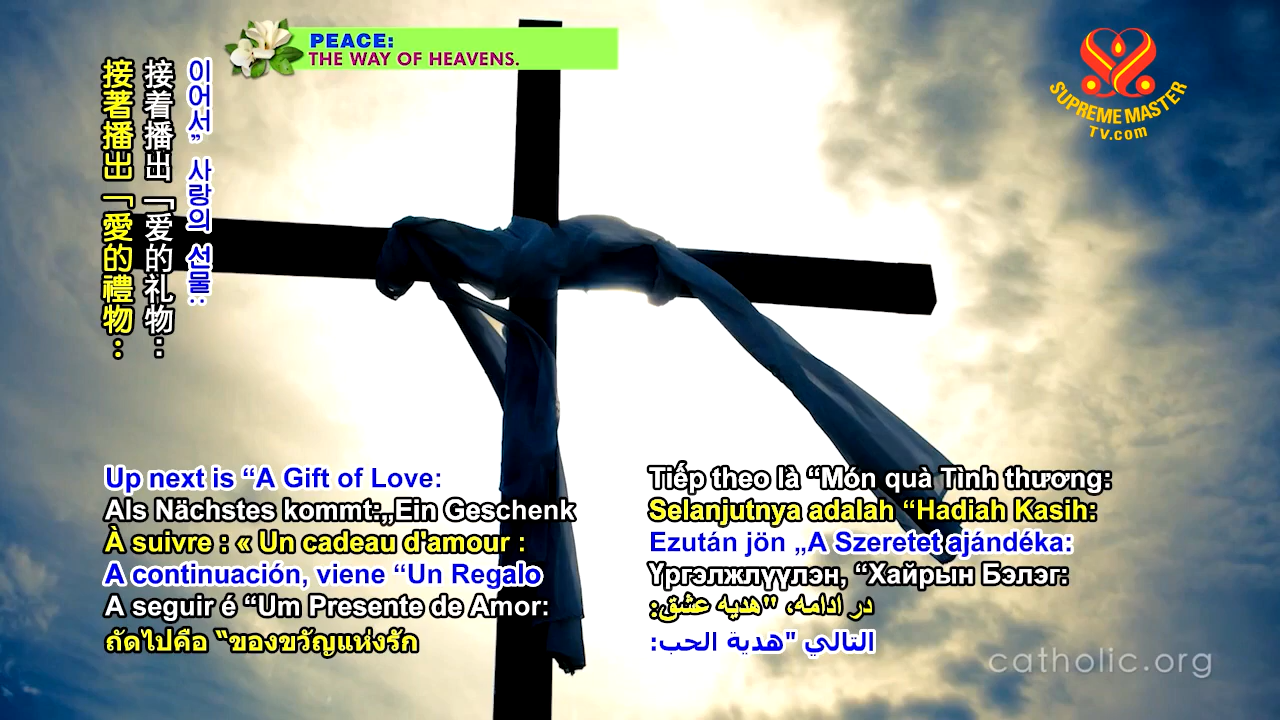 PEACE:
THE WAY OF HEAVENS.
SUPREME MASTER
TV.com
이어서” 사랑의 선물:
接着播出「爱的礼物：
接著播出「愛的禮物：
Up next is “A Gift of Love:
Als Nächstes kommt:„Ein Geschenk
À suivre : « Un cadeau d'amour :
A continuación, viene “Un Regalo
A seguir é “Um Presente de Amor:
ถัดไปคือ “ของขวัญแห่งรัก
Tiếp theo là “Món quà Tình thương:
Selanjutnya adalah “Hadiah Kasih:
Ezután jön „A Szeretet ajándéka:
Үргэлжлүүлэн, “Хайрын Бэлэг:
در ادامه، "هدیه عشق:
التالي "هدية الحب:
catholic.org